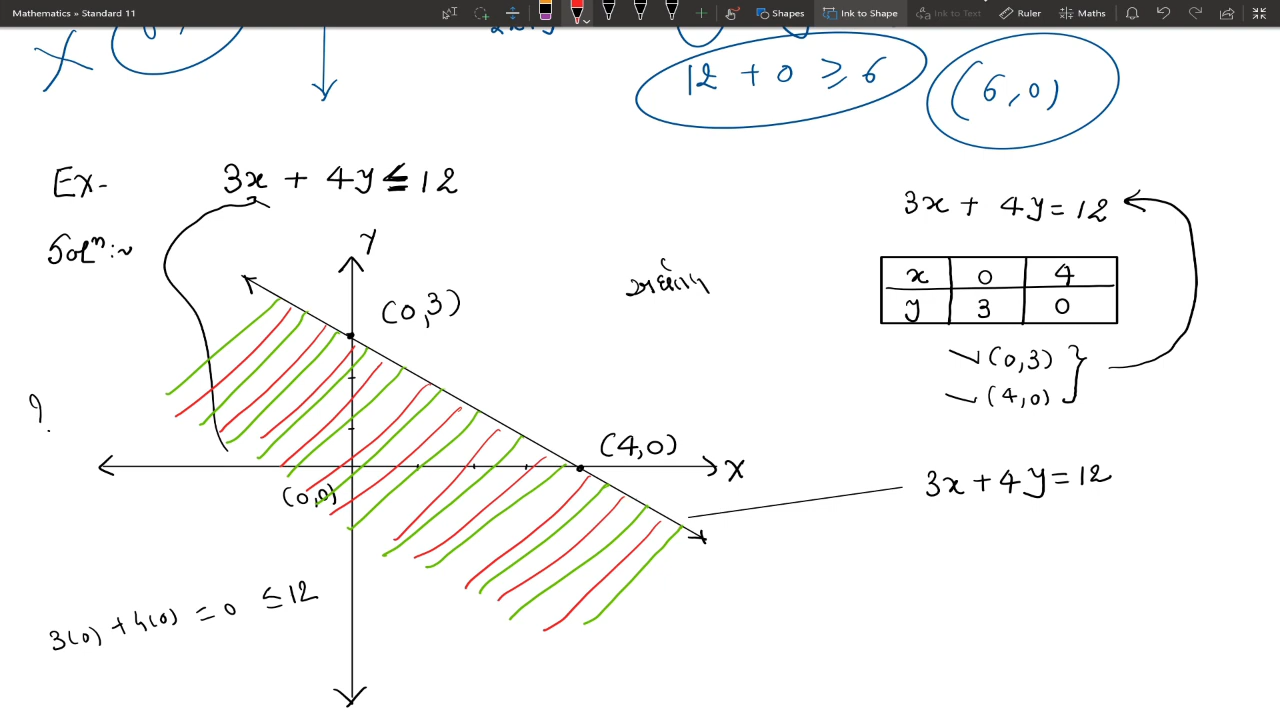 Mathematics » Standard 11
Shapes Ink to Shape Ink to Text Ruler Maths
12 + 0 ≥ 6
(6,0)
Ex- 3x + 4y ≤ 12
Solⁿ:~
3x + 4y = 12
x 0 4
y 3 0
(0,3)
(4,0)
Y
(0,3)
(4,0)
X
(0,0)
3x + 4y = 12
3(0) + 4(0) = 0 ≤ 12